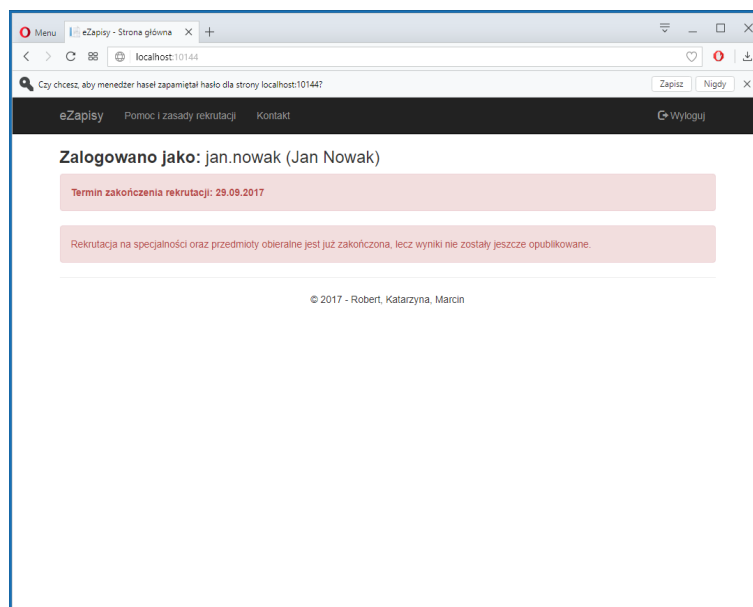 Menu
eZapisy - Strona główna
localhost:10144
Czy chcesz, aby menedżer haseł zapamiętał hasło dla strony localhost:10144?
Zapisz
Nigdy
eZapisy
Pomoc i zasady rekrutacji
Kontakt
Wyloguj
Zalogowano jako: jan.nowak (Jan Nowak)
Termin zakończenia rekrutacji: 29.09.2017
Rekrutacja na specjalności oraz przedmioty obieralne jest już zakończona, lecz wyniki nie zostały jeszcze opublikowane.
© 2017 - Robert, Katarzyna, Marcin